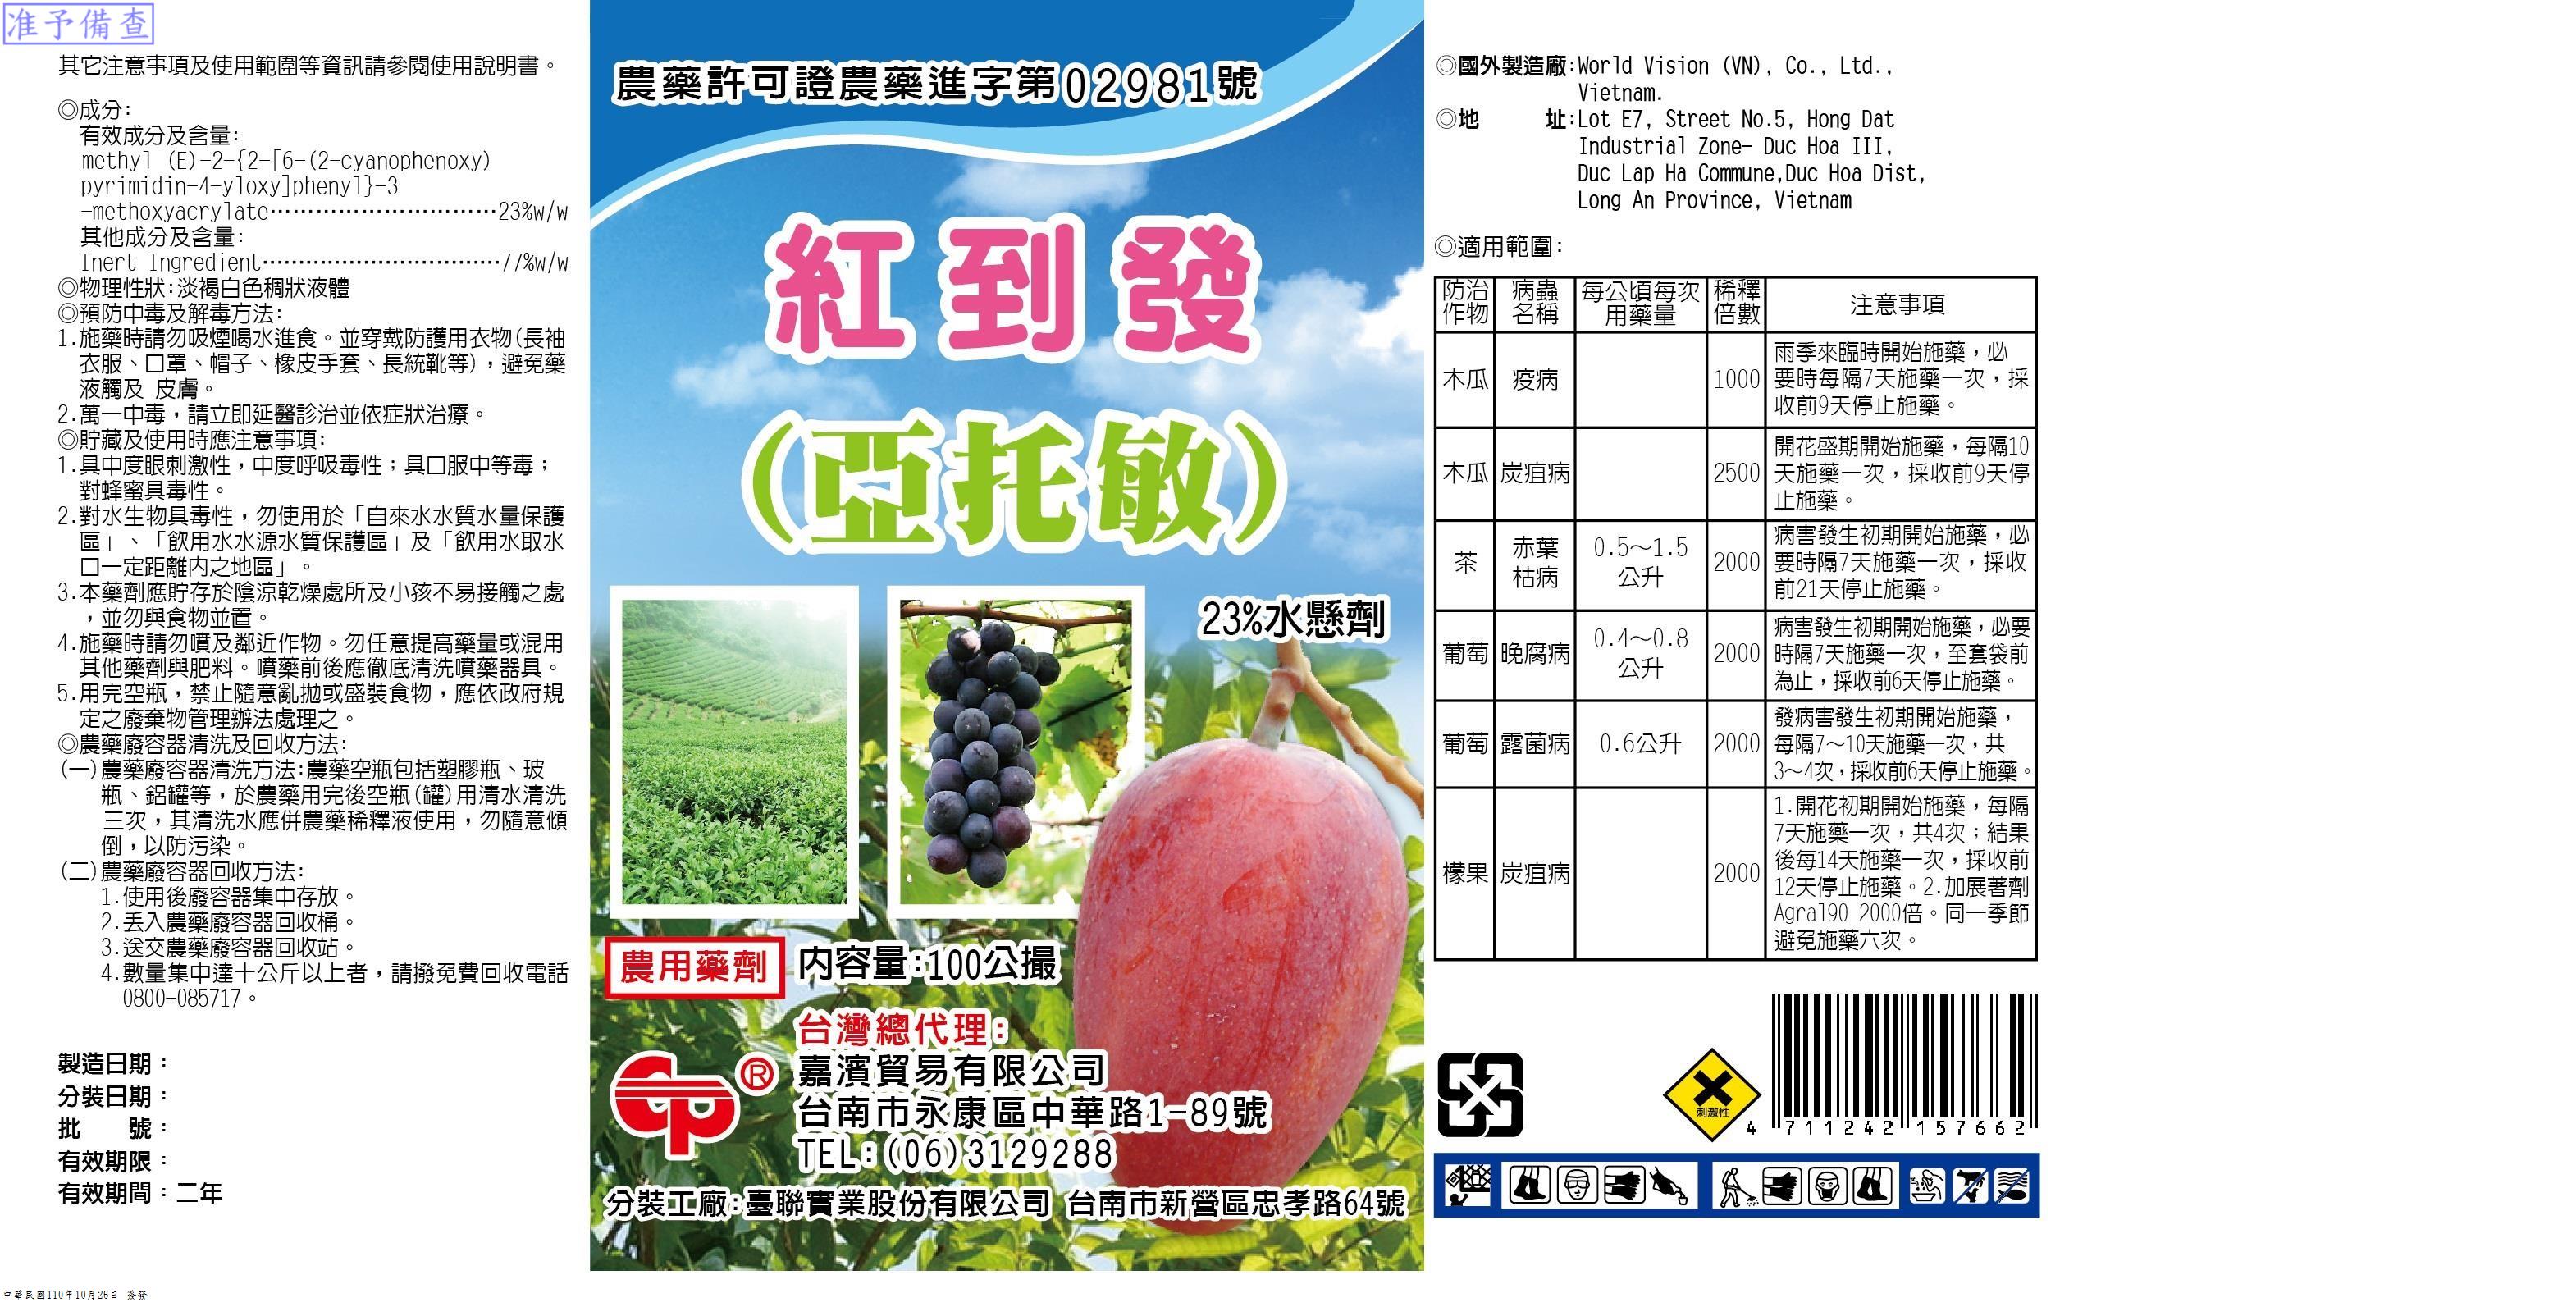 准予備查
其它注意事項及使用範圍等資訊請參閱使用說明書。
◎成分:
有效成分及含量:
methyl (E)-2-{2-[6-(2-cyanophenoxy)
pyrimidin-4-yloxy]phenyl}-3
-methoxyacrylate…………………………23%w/w
其他成分及含量:
Inert Ingredient……………………………77%w/w
◎物理性狀:淡褐白色稠狀液體
◎預防中毒及解毒方法:
1.施藥時請勿吸煙喝水進食。並穿戴防護用衣物(長袖
衣服、口罩、帽子、橡皮手套、長統靴等)，避免藥
液觸及 皮膚。
2.萬一中毒，請立即延醫診治並依症狀治療。
◎貯藏及使用時應注意事項:
1.具中度眼刺激性，中度呼吸毒性；具口服中等毒；
對蜂蜜具毒性。
2.對水生物具毒性，勿使用於「自來水水質水量保護
區」、「飲用水水源水質保護區」及「飲用水取水
口一定距離內之地區」。
3.本藥劑應貯存於陰涼乾燥處所及小孩不易接觸之處
，並勿與食物並置。
4.施藥時請勿噴及鄰近作物。勿任意提高藥量或混用
其他藥劑與肥料。噴藥前後應徹底清洗噴藥器具。
5.用完空瓶，禁止隨意亂拋或盛裝食物，應依政府規
定之廢棄物管理辦法處理之。
◎農藥廢容器清洗及回收方法:
(一)農藥廢容器清洗方法:農藥空瓶包括塑膠瓶、玻
瓶、鋁罐等，於農藥用完後空瓶(罐)用清水清洗
三次，其清洗水應併農藥稀釋液使用，勿隨意傾
倒，以防污染。
(二)農藥廢容器回收方法:
1.使用後廢容器集中存放。
2.丟入農藥廢容器回收桶。
3.送交農藥廢容器回收站。
4.數量集中達十公斤以上者，請撥免費回收電話
0800-085717。
製造日期：
分裝日期：
批　　號：
有效期限：
有效期間：二年
中華民國110年10月26日 簽發
農藥許可證農藥進字第02981號
紅到發
(亞托敏)
23%水懸劑
農用藥劑 內容量:100公撮
台灣總代理:
CP®
嘉濱貿易有限公司
台南市永康區中華路1-89號
TEL:(06)3129288
分裝工廠:臺聯實業股份有限公司 台南市新營區忠孝路64號
◎國外製造廠:World Vision (VN), Co., Ltd.,
Vietnam.
◎地　　址:Lot E7, Street No.5, Hong Dat
Industrial Zone- Duc Hoa III,
Duc Lap Ha Commune,Duc Hoa Dist,
Long An Province, Vietnam
◎適用範圍:
防治作物 病蟲名稱 每公頃每次用藥量 稀釋倍數 注意事項
木瓜 疫病 1000 雨季來臨時開始施藥，必
要時每隔7天施藥一次，採
收前9天停止施藥。
木瓜 炭疽病 2500 開花盛期開始施藥，每隔10
天施藥一次，採收前9天停
止施藥。
茶 赤葉枯病 0.5～1.5公升 2000 病害發生初期開始施藥，必
要時隔7天施藥一次，採收
前21天停止施藥。
葡萄 晚腐病 0.4～0.8公升 2000 病害發生初期開始施藥，必要
時隔7天施藥一次，至套袋前
為止，採收前6天停止施藥。
葡萄 露菌病 0.6公升 2000 發病害發生初期開始施藥，
每隔7～10天施藥一次，共
3～4次，採收前6天停止施藥。
檬果 炭疽病 2000 1.開花初期開始施藥，每隔
7天施藥一次，共4次；結果
後每14天施藥一次，採收前
12天停止施藥。2.加展著劑
Agral90 2000倍。同一季節
避免施藥六次。
刺激性
4 711242 157662